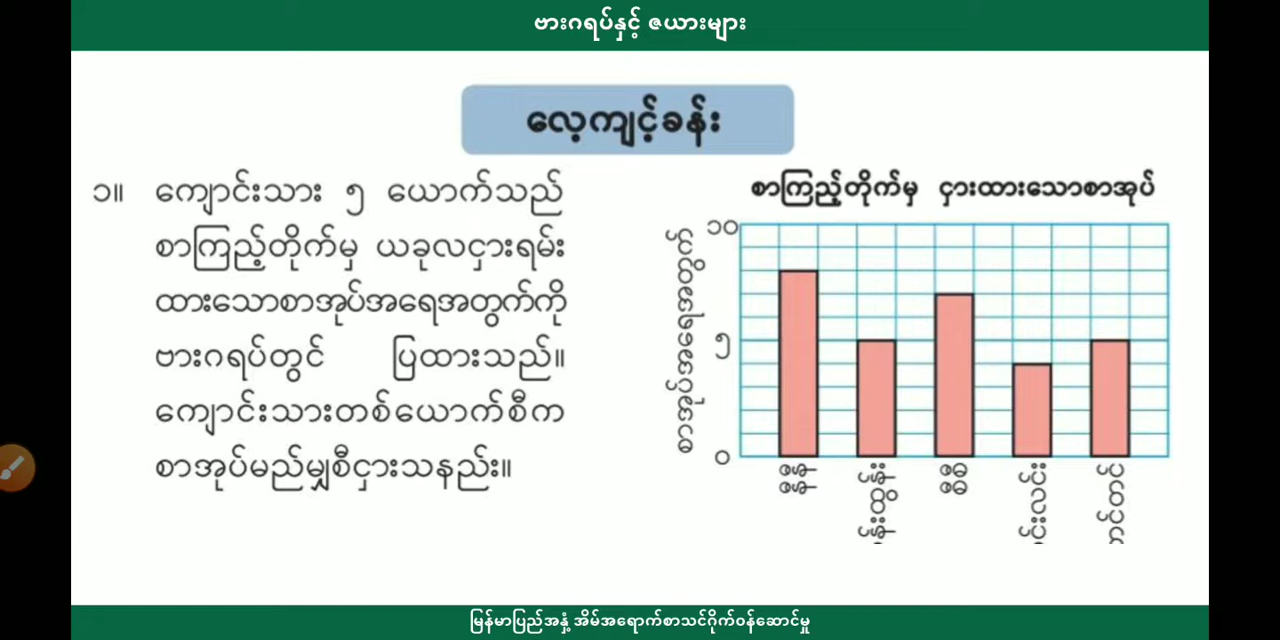 ဗားဂရပ်နှင့် ဇယားများ
လေ့ကျင့်ခန်း
၁။ ကျောင်းသား ၅ ယောက်သည်
စာကြည့်တိုက်မှ ယခုလငှားရမ်း
ထားသောစာအုပ်အရေအတွက်ကို
ဗားဂရပ်တွင် ပြထားသည်။
ကျောင်းသားတစ်ယောက်စီက
စာအုပ်မည်မျှစီငှားသနည်း။
စာကြည့်တိုက်မှ ငှားထားသောစာအုပ်
စာအုပ်အရေအတွက်
၁၀
၅
၀
မြန်မာပြည်အနှံ့ အိမ်အရောက်စာသင်ဂိုက်ဝန်ဆောင်မှု